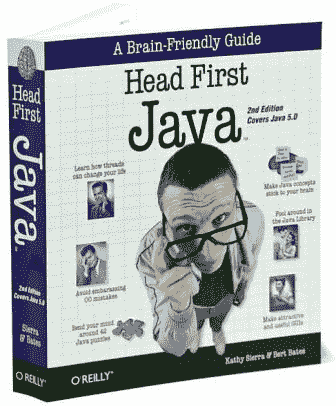 Head
First
Java™
2nd Edition
Covers Java 5.0
Sierra
& Bates
O'REILLY®
A Brain-Friendly Guide
Head First
Java™
2nd Edition
Covers Java 5.0
Learn how threads
can change your life
Make Java concepts
stick to your brain
Fool around in
the Java Library
Avoid embarassing
OO mistakes
Bend your mind
around 42
Java puzzles
Make attractive
and useful GUIs
O'REILLY®
Kathy Sierra & Bert Bates